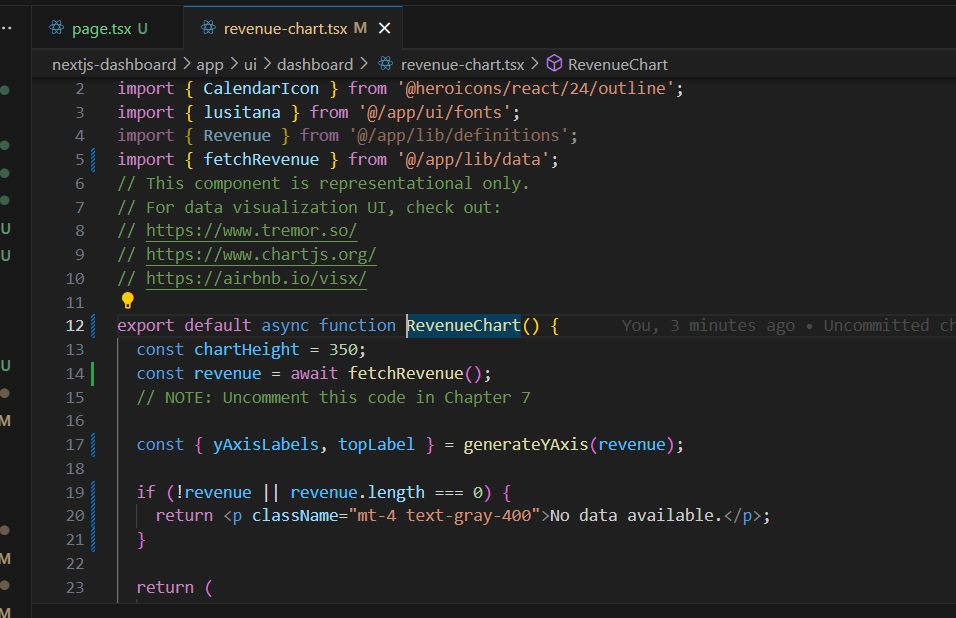 page.tsx U
revenue-chart.tsx M
nextjs-dashboard > app > ui > dashboard > revenue-chart.tsx > RevenueChart
2 import { CalendarIcon } from '@heroicons/react/24/outline';
3 import { lusitana } from '@/app/ui/fonts';
4 import { Revenue } from '@/app/lib/definitions';
5 import { fetchRevenue } from '@/app/lib/data';
6 // This component is representational only.
7 // For data visualization UI, check out:
8 // https://www.tremor.so/
9 // https://www.chartjs.org/
10 // https://airbnb.io/visx/
11
12 export default async function RevenueChart() { You, 3 minutes ago • Uncommitted ch
13 const chartHeight = 350;
14 const revenue = await fetchRevenue();
15 // NOTE: Uncomment this code in Chapter 7
16
17 const { yAxisLabels, topLabel } = generateYAxis(revenue);
18
19 if (!revenue || revenue.length === 0) {
20 return <p className="mt-4 text-gray-400">No data available.</p>;
21 }
22
23 return (
U
U
U
M
M
M